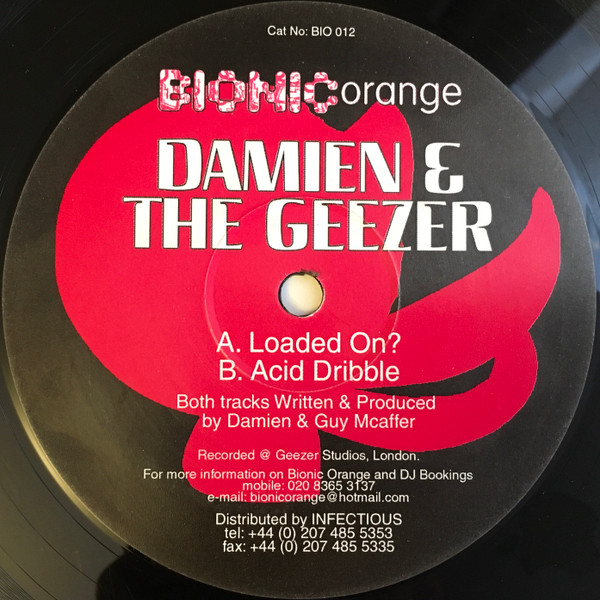 Cat No: BIO 012
BIONIC orange
DAMIEN &
THE GEEZER
A. Loaded On?
B. Acid Dribble
Both tracks Written & Produced
by Damien & Guy Mcaffer
Recorded @ Geezer Studios, London.
For more information on Bionic Orange and DJ Bookings
mobile: 020 8365 3137
e-mail: bionicorange@hotmail.com
Distributed by INFECTIOUS
tel: +44 (0) 207 485 5353
fax: +44 (0) 207 485 5335